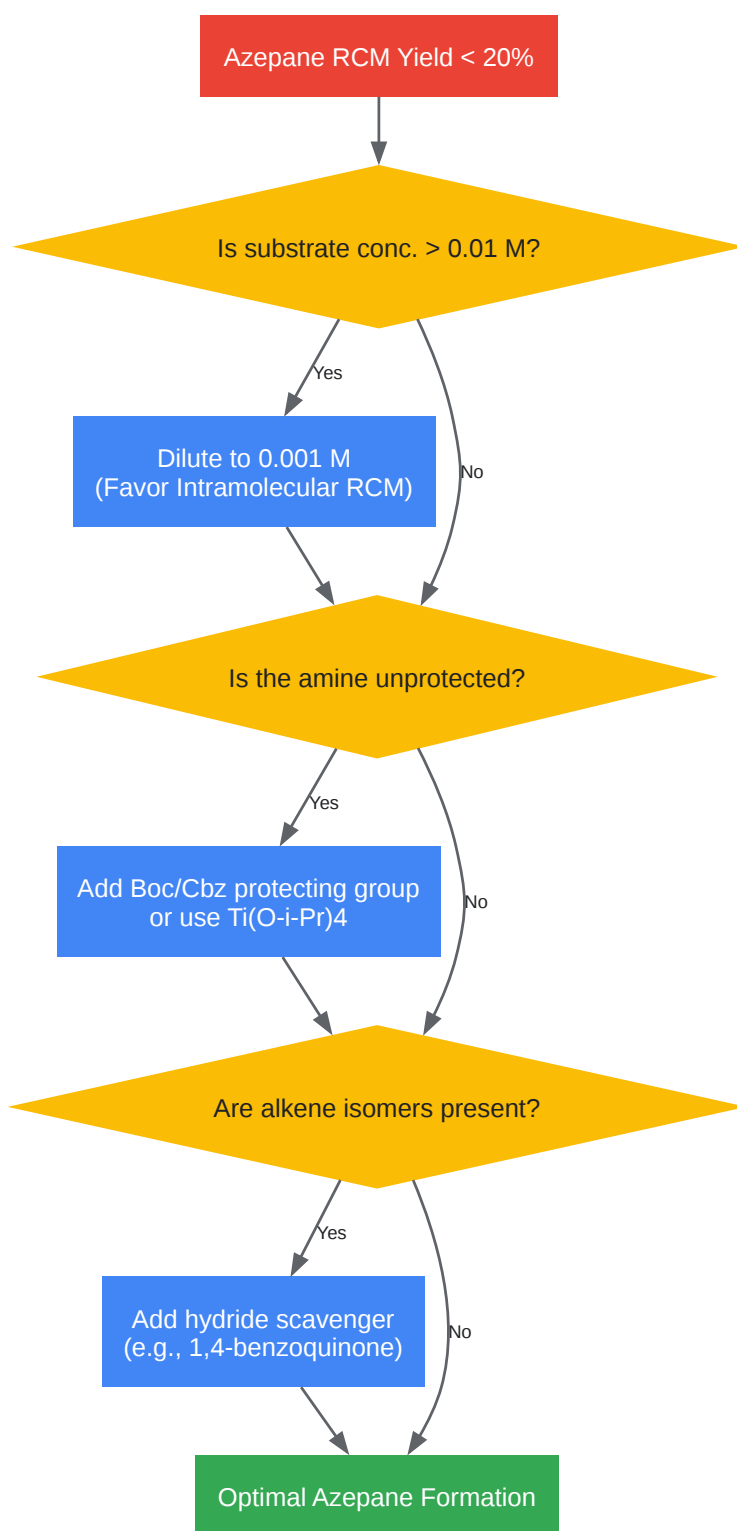 Azepane RCM Yield < 20%
Is substrate conc. > 0.01 M?
Yes
Dilute to 0.001 M
(Favor Intramolecular RCM)
No
Is the amine unprotected?
Yes
Add Boc/Cbz protecting group
or use Ti(O-i-Pr)4
No
Are alkene isomers present?
Yes
Add hydride scavenger
(e.g., 1,4-benzoquinone)
No
Optimal Azepane Formation